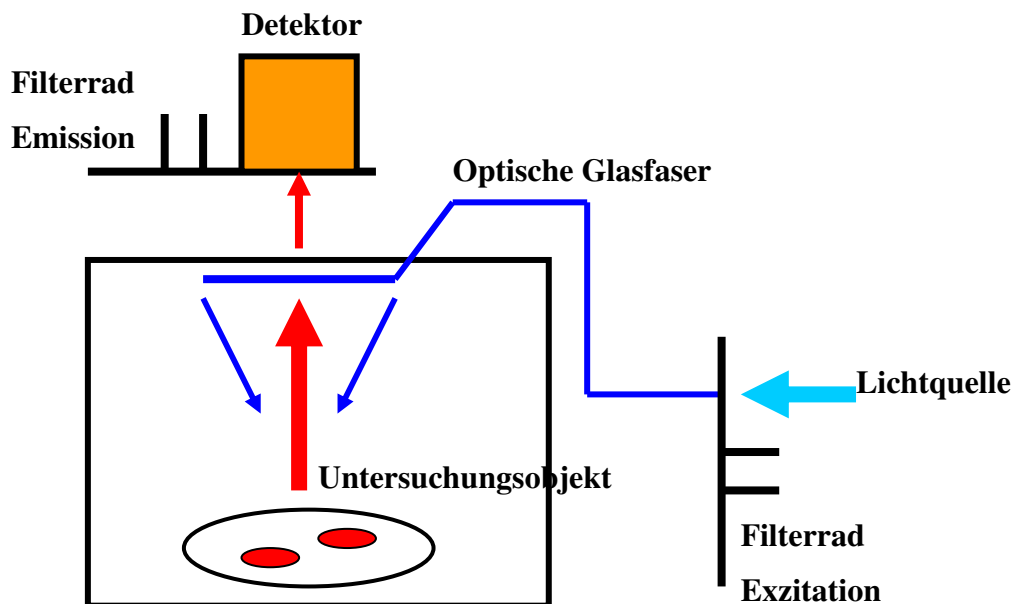 Detektor
Filterrad
Emission
Optische Glasfaser
Lichtquelle
Untersuchungsobjekt
Filterrad
Exzitation